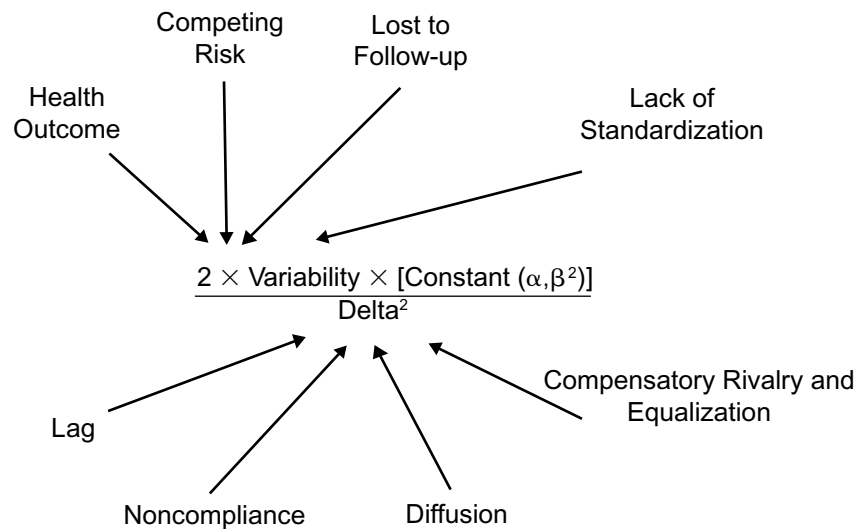 Competing
Risk
Lost to
Follow-up
Health
Outcome
Lack of
Standardization
2 × Variability × [Constant (α,β²)]
Delta²
Lag
Noncompliance
Diffusion
Compensatory Rivalry and
Equalization